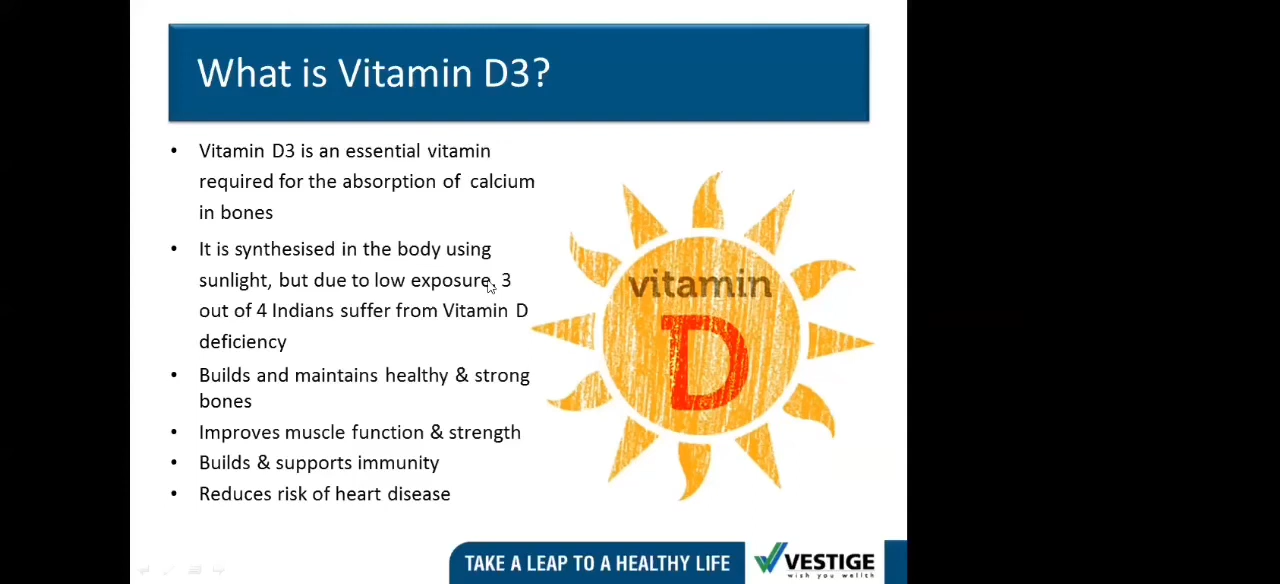 What is Vitamin D3?
• Vitamin D3 is an essential vitamin
required for the absorption of calcium
in bones
• It is synthesised in the body using
sunlight, but due to low exposure, 3
out of 4 Indians suffer from Vitamin D
deficiency
• Builds and maintains healthy & strong
bones
• Improves muscle function & strength
• Builds & supports immunity
• Reduces risk of heart disease
vitamin
D
TAKE A LEAP TO A HEALTHY LIFE
VESTIGE
wish you wellth